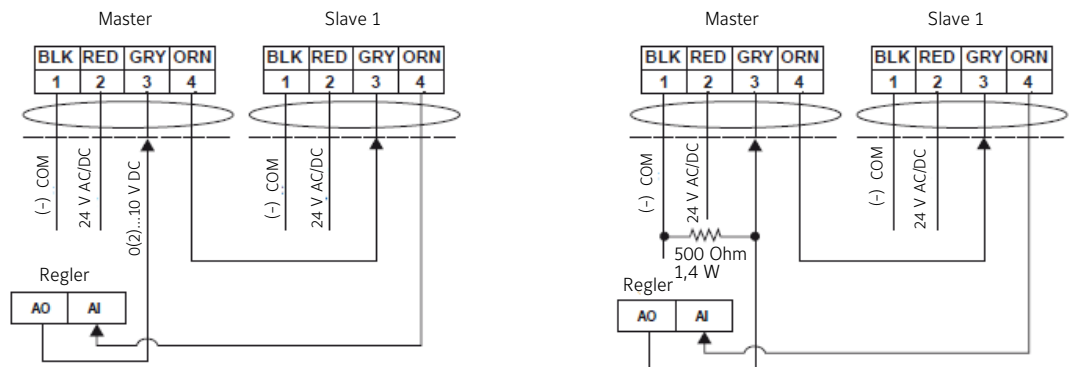 Master
Slave 1
BLK RED GRY ORN
1 2 3 4
BLK RED GRY ORN
1 2 3 4
(-) COM
24 V AC/DC
0(2)...10 V DC
(-) COM
24 V AC/DC
Regler
AO AI
Master
Slave 1
BLK RED GRY ORN
1 2 3 4
BLK RED GRY ORN
1 2 3 4
(-) COM
24 V AC/DC
(-) COM
24 V AC/DC
500 Ohm
1,4 W
Regler
AO AI